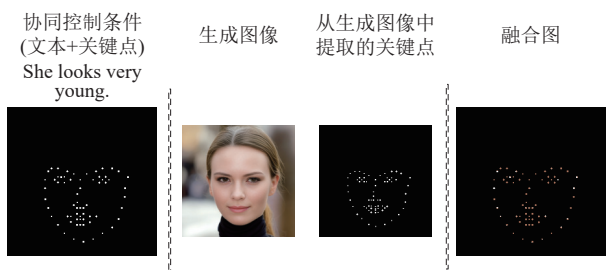 协同控制条件
(文本+关键点)
She looks very
young.
生成图像
从生成图像中
提取的关键点
融合图